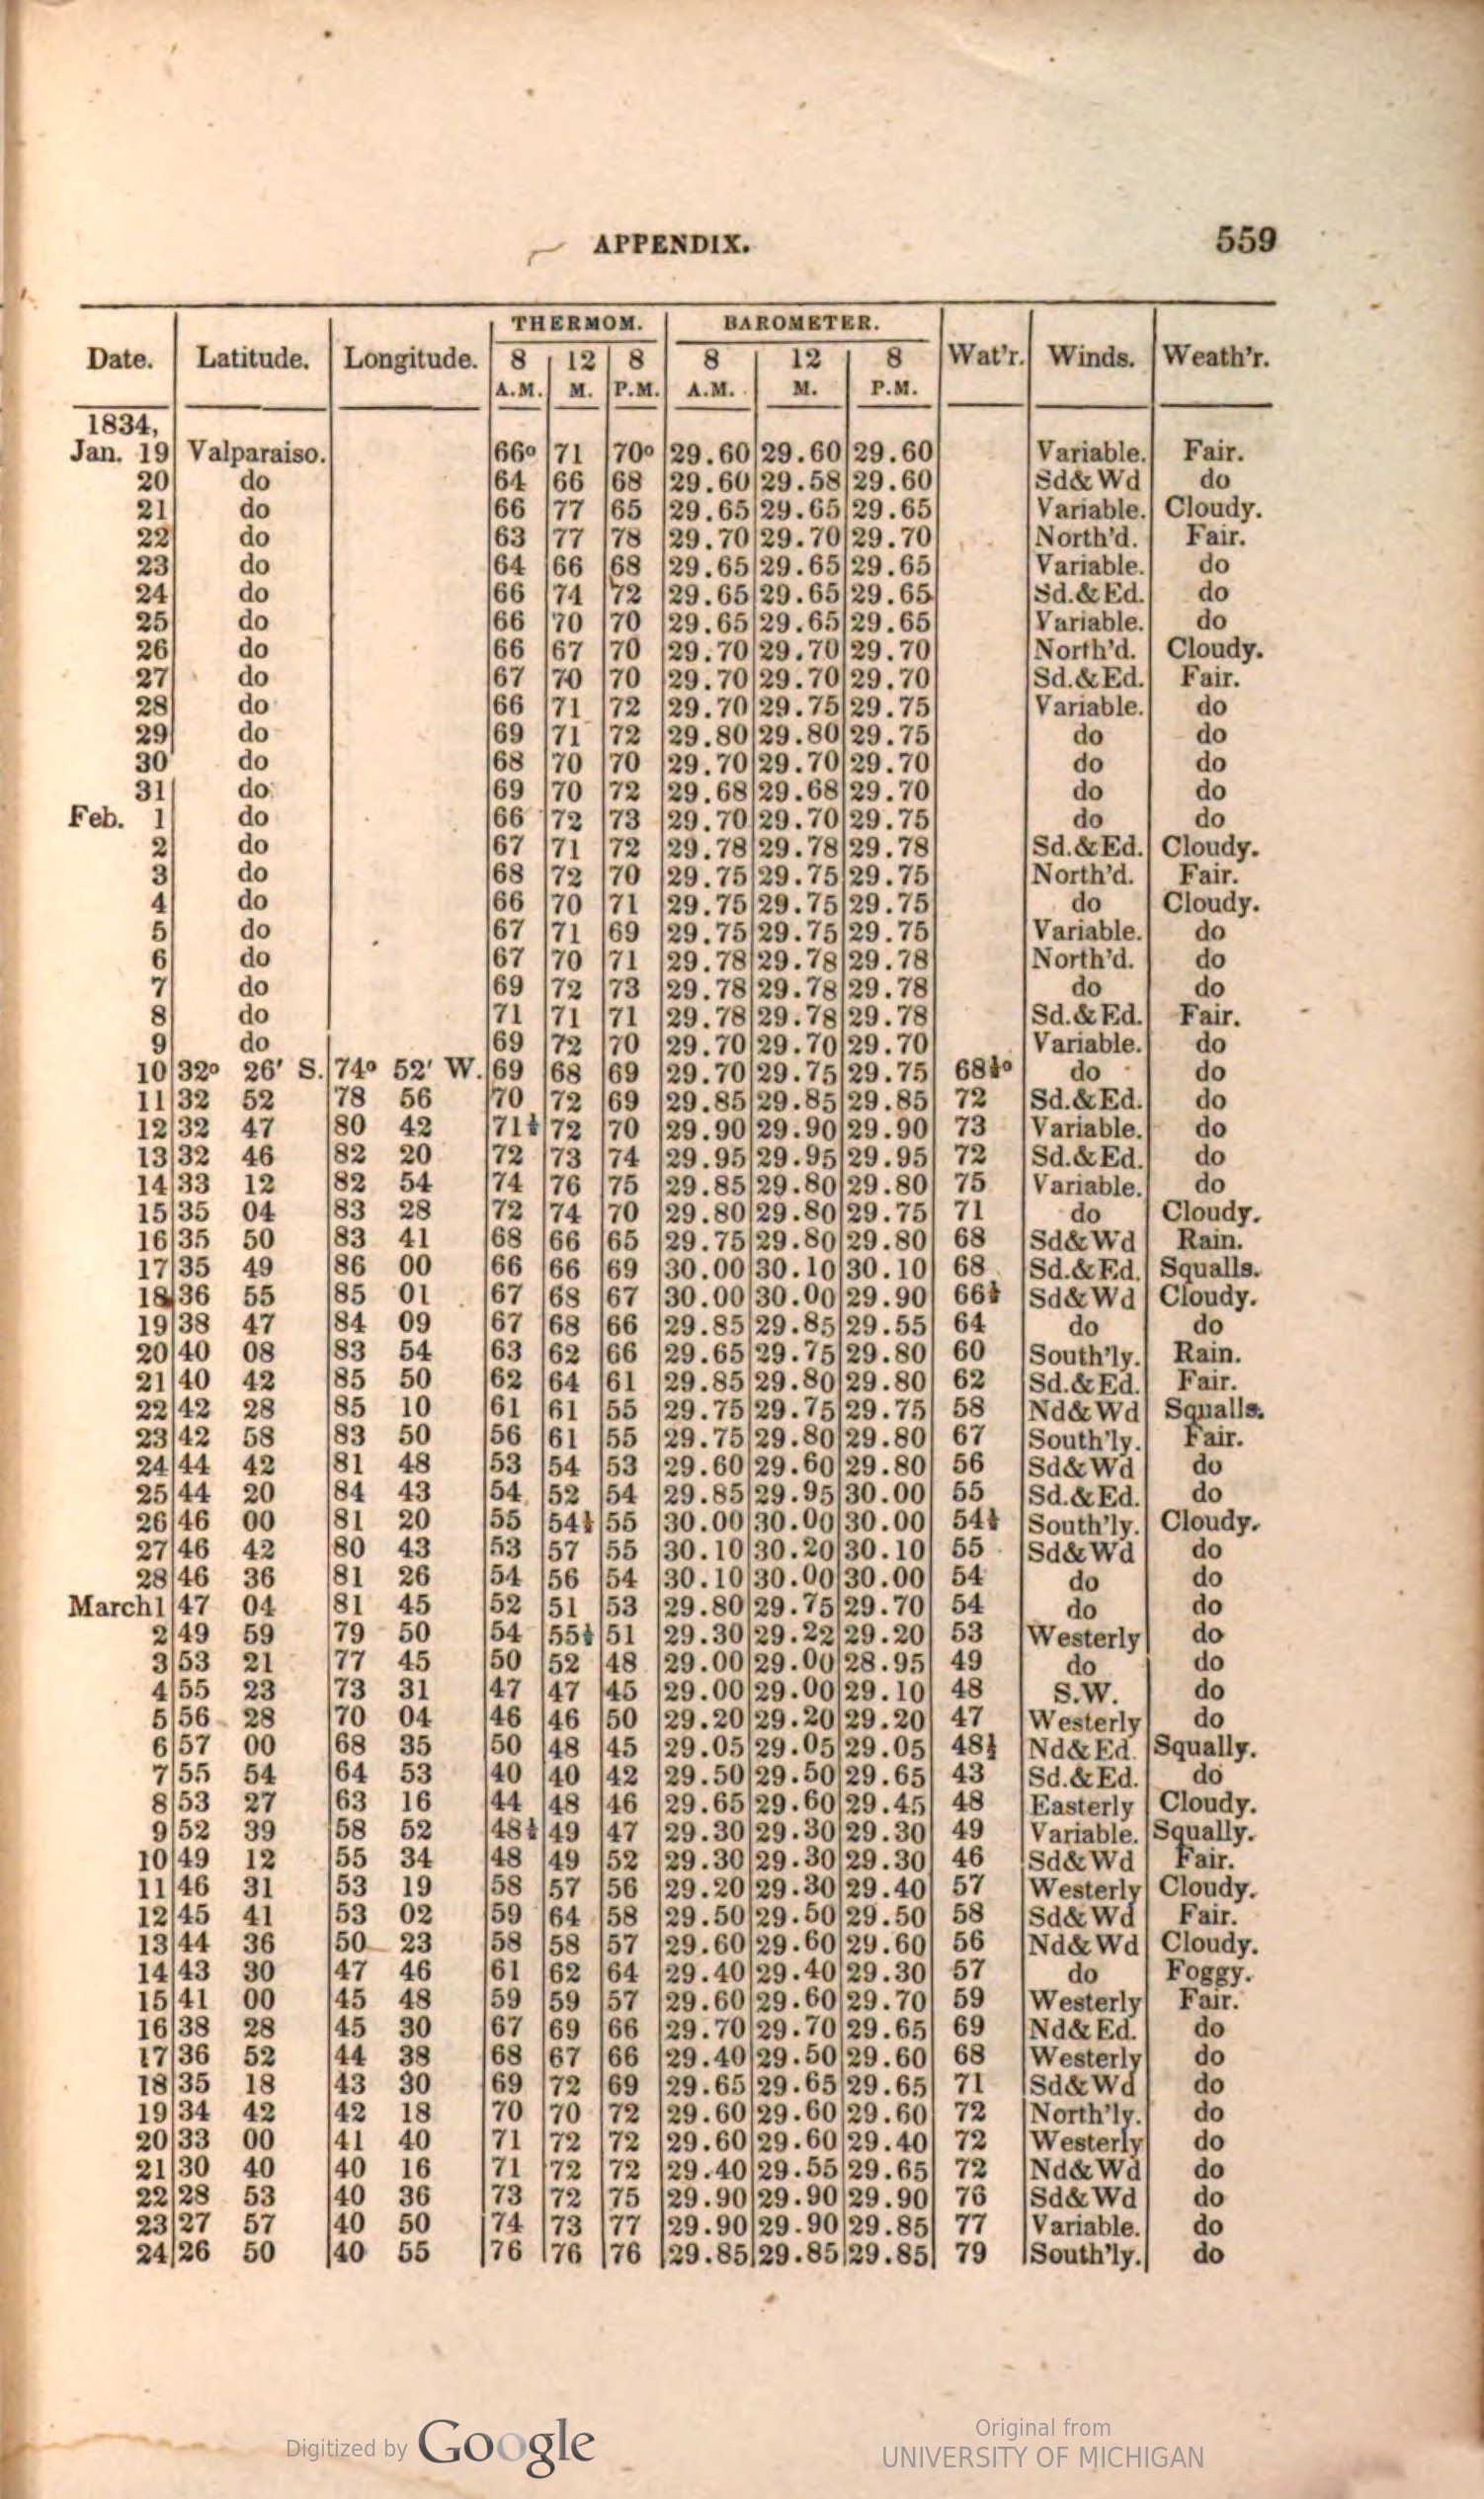 APPENDIX. 559
THERMOM. BAROMETER.
Date. Latitude. Longitude. 8 12 8 8 12 8 Wat'r. Winds. Weath'r.
A.M. M. P.M. A.M. M. P.M.
1834,
Jan. 19 Valparaiso. 66° 71 70° 29.60 29.60 29.60 Variable. Fair.
20 do 64 66 68 29.60 29.58 29.60 Sd&Wd do
21 do 66 77 65 29.65 29.65 29.65 Variable. Cloudy.
22 do 63 77 78 29.70 29.70 29.70 North'd. Fair.
23 do 64 66 68 29.65 29.65 29.65 Variable. do
24 do 66 74 72 29.65 29.65 29.65 Sd.&Ed. do
25 do 66 70 70 29.65 29.65 29.65 Variable. do
26 do 66 67 70 29.70 29.70 29.70 North'd. Cloudy.
27 do 67 70 70 29.70 29.70 29.70 Sd.&Ed. Fair.
28 do 66 71 72 29.70 29.75 29.75 Variable. do
29 do 69 71 72 29.80 29.80 29.75 do do
30 do 68 70 70 29.70 29.70 29.70 do do
31 do 69 70 72 29.68 29.68 29.70 do do
Feb. 1 do 66 72 73 29.70 29.70 29.75 do do
2 do 67 71 72 29.78 29.78 29.78 Sd.&Ed. Cloudy.
3 do 68 72 70 29.75 29.75 29.75 North'd. Fair.
4 do 66 70 71 29.75 29.75 29.75 do Cloudy.
5 do 67 71 69 29.75 29.75 29.75 Variable. do
6 do 67 70 71 29.78 29.78 29.78 North'd. do
7 do 69 72 73 29.78 29.78 29.78 do do
8 do 71 71 71 29.78 29.78 29.78 Sd.&Ed. Fair.
9 do 69 72 70 29.70 29.70 29.70 Variable. do
10 32° 26' S. 74° 52' W. 69 68 69 29.70 29.75 29.75 68½° do do
11 32 52 78 56 70 72 69 29.85 29.85 29.85 72 Sd.&Ed. do
12 32 47 80 42 71½ 72 70 29.90 29.90 29.90 73 Variable. do
13 32 46 82 20 72 73 74 29.95 29.95 29.95 72 Sd.&Ed. do
14 33 12 82 54 74 76 75 29.85 29.80 29.80 75 Variable. do
15 35 04 83 28 72 74 70 29.80 29.80 29.75 71 do Cloudy.
16 35 50 83 41 68 66 65 29.75 29.80 29.80 68 Sd&Wd Rain.
17 35 49 86 00 66 66 69 30.00 30.10 30.10 68 Sd.&Ed. Squalls.
18 36 55 85 01 67 68 67 30.00 30.00 29.90 66½ Sd&Wd Cloudy.
19 38 47 84 09 67 68 66 29.85 29.85 29.55 64 do do
20 40 08 83 54 63 62 66 29.65 29.75 29.80 60 South'ly. Rain.
21 40 42 85 50 62 64 61 29.85 29.80 29.80 62 Sd.&Ed. Fair.
22 42 28 85 10 61 61 55 29.75 29.75 29.75 58 Nd&Wd Squalls.
23 42 58 83 50 56 61 55 29.75 29.80 29.80 67 South'ly. Fair.
24 44 42 81 48 53 54 53 29.60 29.60 29.80 56 Sd&Wd do
25 44 20 84 43 54 52 54 29.85 29.95 30.00 55 Sd.&Ed. do
26 46 00 81 20 55 54½ 55 30.00 30.00 30.00 54½ South'ly. Cloudy.
27 46 42 80 43 53 57 55 30.10 30.20 30.10 55 Sd&Wd do
28 46 36 81 26 54 56 54 30.10 30.00 30.00 54 do do
March 1 47 04 81 45 52 51 53 29.80 29.75 29.70 54 do do
2 49 59 79 50 54 55½ 51 29.30 29.22 29.20 53 Westerly do
3 53 21 77 45 50 52 48 29.00 29.00 28.95 49 do do
4 55 23 73 31 47 47 45 29.00 29.00 29.10 48 S.W. do
5 56 28 70 04 46 46 50 29.20 29.20 29.20 47 Westerly do
6 57 00 68 35 50 48 45 29.05 29.05 29.05 48½ Nd&Ed. Squally.
7 55 54 64 53 40 40 42 29.50 29.50 29.65 43 Sd.&Ed. do
8 53 27 63 16 44 48 46 29.65 29.60 29.45 48 Easterly Cloudy.
9 52 39 58 52 48½ 49 47 29.30 29.30 29.30 49 Variable. Squally.
10 49 12 55 34 48 49 52 29.30 29.30 29.30 46 Sd&Wd Fair.
11 46 31 53 19 58 57 56 29.20 29.30 29.40 57 Westerly Cloudy.
12 45 41 53 02 59 64 58 29.50 29.50 29.50 58 Sd&Wd Fair.
13 44 36 50 23 58 58 57 29.60 29.60 29.60 56 Nd&Wd Cloudy.
14 43 30 47 46 61 62 64 29.40 29.40 29.30 57 do Foggy.
15 41 00 45 48 59 59 57 29.60 29.60 29.70 59 Westerly Fair.
16 38 28 45 30 67 69 66 29.70 29.70 29.65 69 Nd&Ed. do
17 36 52 44 38 68 67 66 29.40 29.50 29.60 68 Westerly do
18 35 18 43 30 69 72 69 29.65 29.65 29.65 71 Sd&Wd do
19 34 42 42 18 70 70 72 29.60 29.60 29.60 72 North'ly. do
20 33 00 41 40 71 72 72 29.60 29.60 29.40 72 Westerly do
21 30 40 40 16 71 72 72 29.40 29.55 29.65 72 Nd&Wd do
22 28 53 40 36 73 72 75 29.90 29.90 29.90 76 Sd&Wd do
23 27 57 40 50 74 73 77 29.90 29.90 29.85 77 Variable. do
24 26 50 40 55 76 76 76 29.85 29.85 29.85 79 South'ly. do
Digitized by Google
Original from
UNIVERSITY OF MICHIGAN